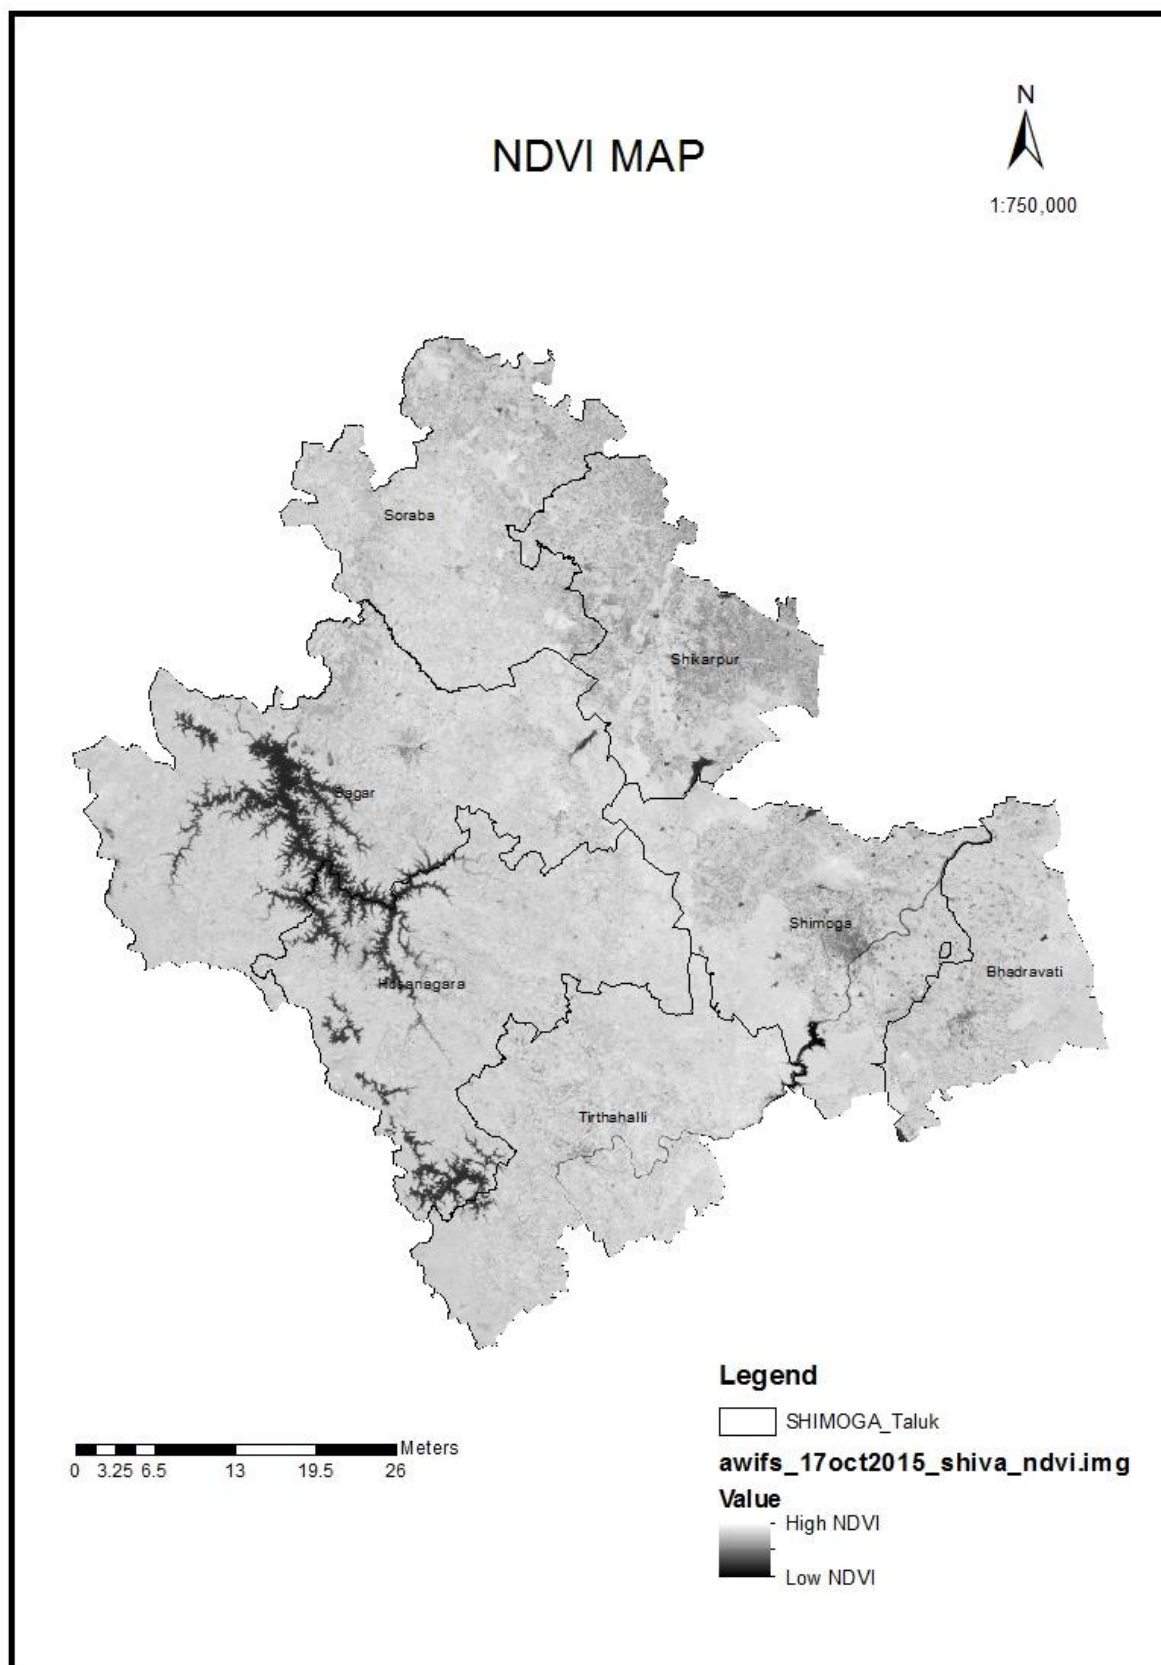 N
NDVI MAP
1:750,000
Soraba
Shikarpur
Sagar
Shimoga
Bhadravati
Hosanagara
Tirthahalli
Legend
SHIMOGA_Taluk
awifs_17oct2015_shiva_ndvi.img
Value
High NDVI
Low NDVI
Meters
0 3.25 6.5 13 19.5 26